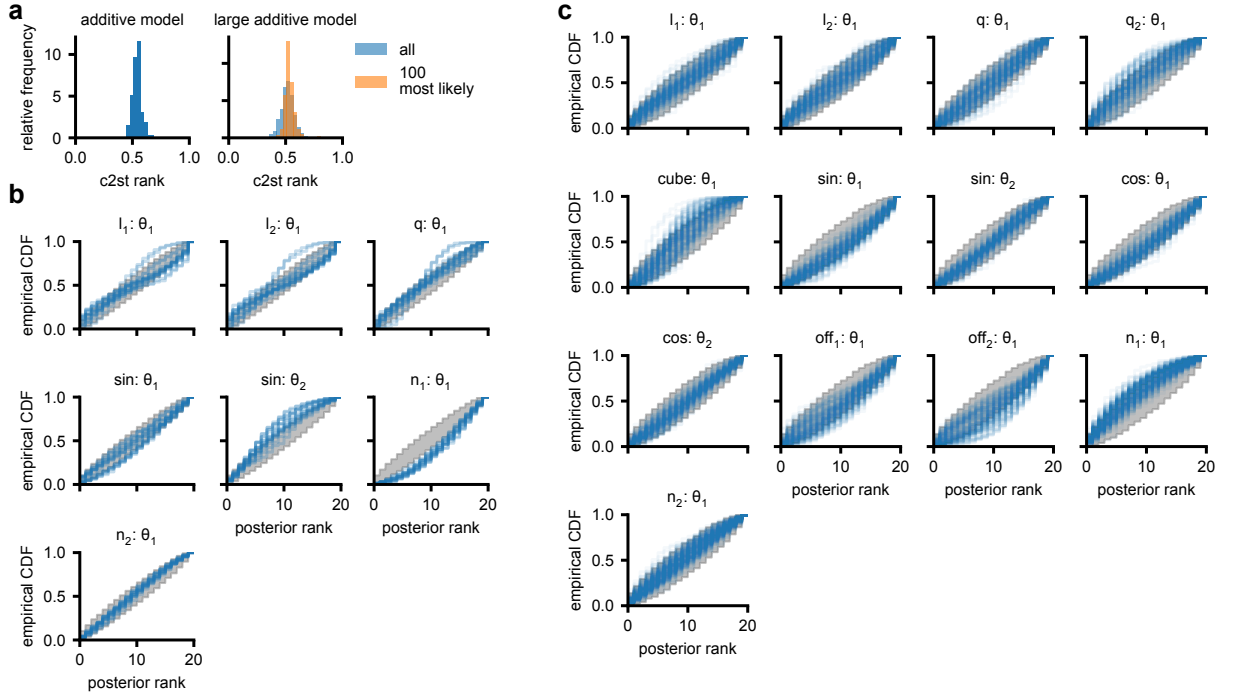 a
additive model
large additive model
relative frequency
10
5
0
0.0
0.5
1.0
0.0
0.5
1.0
c2st rank
c2st rank
all
100
most likely
b
l₁: θ₁
l₂: θ₁
q: θ₁
empirical CDF
1.0
0.5
0.0
sin: θ₁
sin: θ₂
n₁: θ₁
empirical CDF
1.0
0.5
0.0
0
10
20
0
10
20
posterior rank
posterior rank
n₂: θ₁
empirical CDF
1.0
0.5
0.0
0
10
20
posterior rank
c
l₁: θ₁
l₂: θ₁
q: θ₁
q₂: θ₁
empirical CDF
1.0
0.5
0.0
cube: θ₁
sin: θ₁
sin: θ₂
cos: θ₁
empirical CDF
1.0
0.5
0.0
cos: θ₂
off₁: θ₁
off₂: θ₁
n₁: θ₁
empirical CDF
1.0
0.5
0.0
0
10
20
0
10
20
0
10
20
posterior rank
posterior rank
posterior rank
n₂: θ₁
empirical CDF
1.0
0.5
0.0
0
10
20
posterior rank